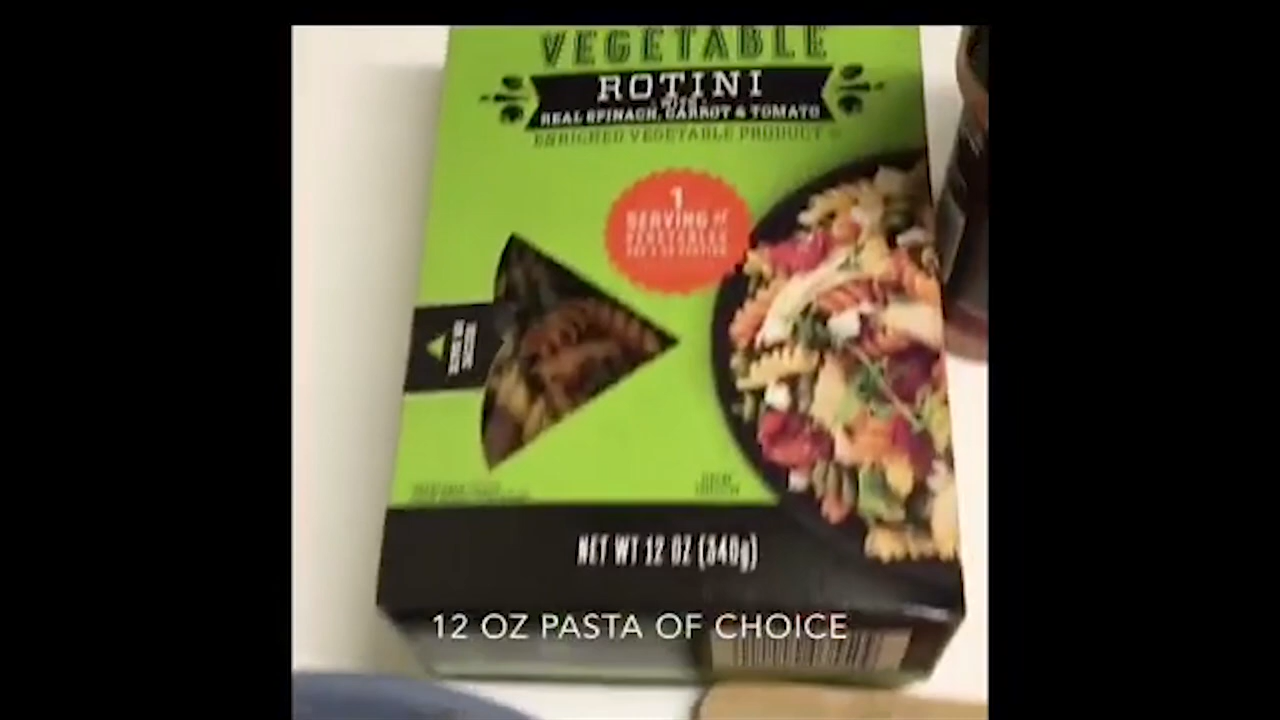 VEGETABLE
ROTINI
REAL SPINACH, CARROT & TOMATO
ENRICHED VEGETABLE PRODUCT
1
SERVING of
VEGETABLES
NET WT 12 OZ (340g)
12 OZ PASTA OF CHOICE